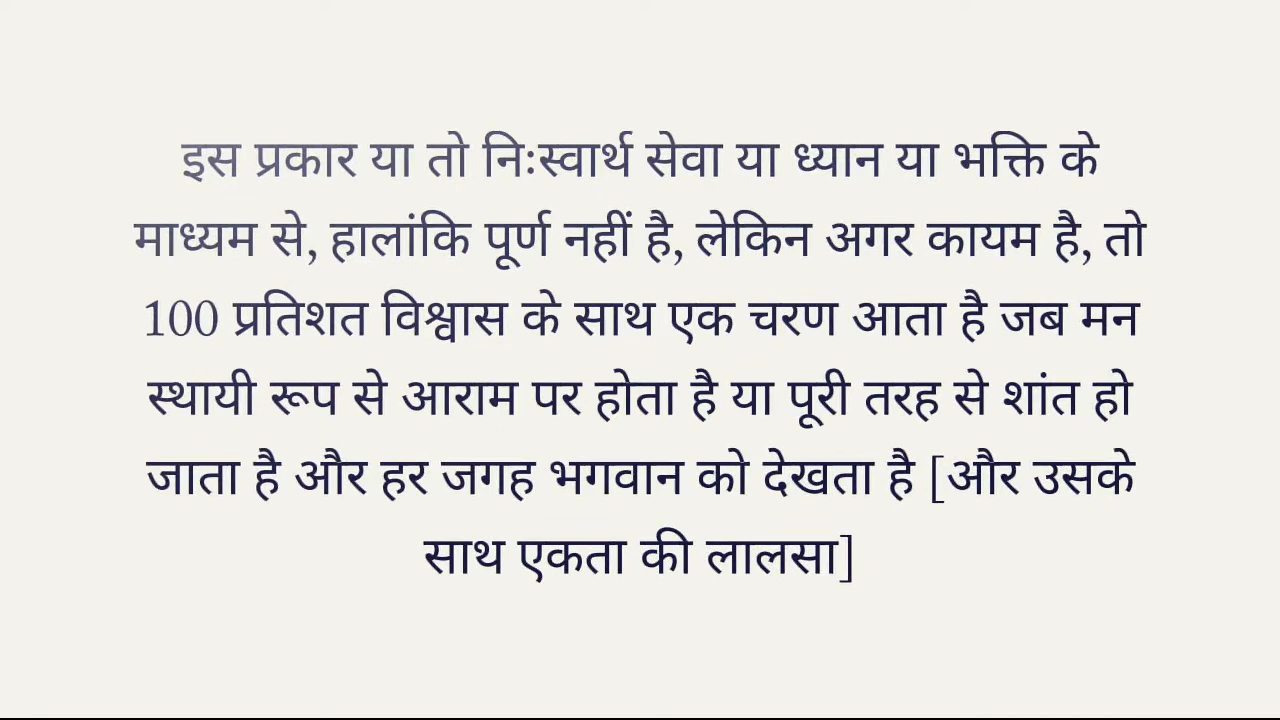 इस प्रकार या तो निःस्वार्थ सेवा या ध्यान या भक्ति के
माध्यम से, हालांकि पूर्ण नहीं है, लेकिन अगर कायम है, तो
100 प्रतिशत विश्वास के साथ एक चरण आता है जब मन
स्थायी रूप से आराम पर होता है या पूरी तरह से शांत हो
जाता है और हर जगह भगवान को देखता है [और उसके
साथ एकता की लालसा]